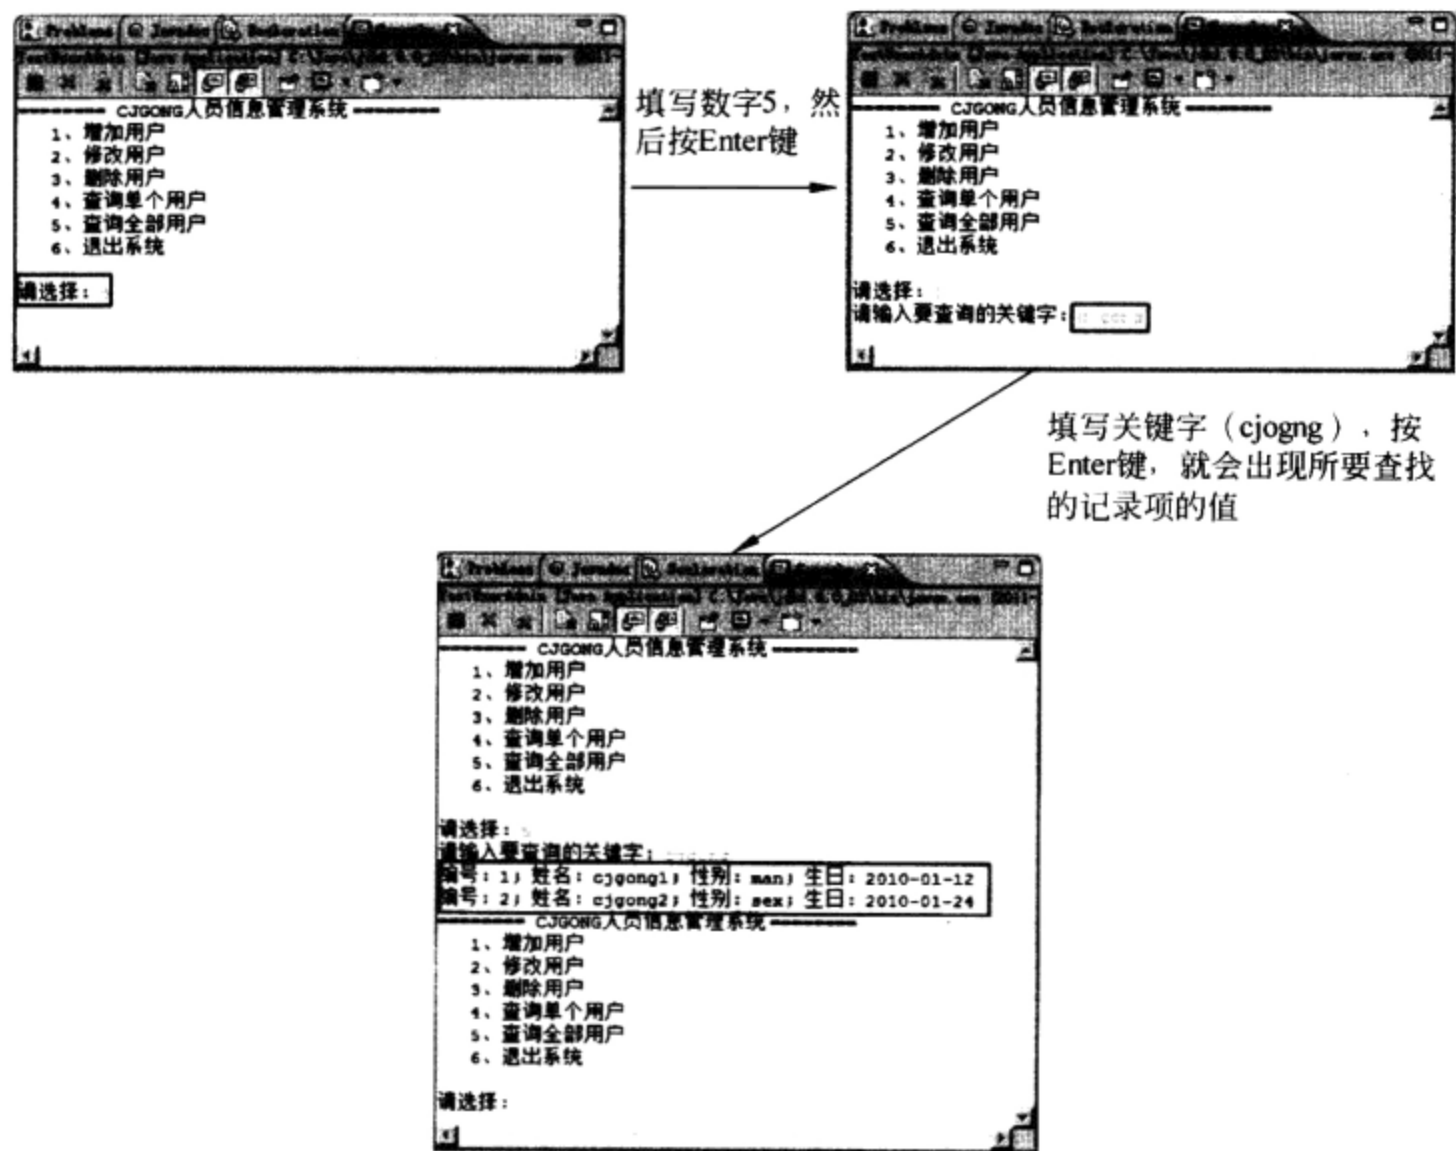 CJGONG人员信息管理系统
1、增加用户
2、修改用户
3、删除用户
4、查询单个用户
5、查询全部用户
6、退出系统
请选择：
填写数字5，然
后按Enter键
CJGONG人员信息管理系统
1、增加用户
2、修改用户
3、删除用户
4、查询单个用户
5、查询全部用户
6、退出系统
请选择：
请输入要查询的关键字：
填写关键字（cjogng），按
Enter键，就会出现所要查找
的记录项的值
Problems Javadoc Declaration
CJGONG人员信息管理系统
1、增加用户
2、修改用户
3、删除用户
4、查询单个用户
5、查询全部用户
6、退出系统
请选择：
请输入要查询的关键字：
编号：1；姓名：cjgong1；性别：man；生日：2010-01-12
编号：2；姓名：cjgong2；性别：sex；生日：2010-01-24
CJGONG人员信息管理系统
1、增加用户
2、修改用户
3、删除用户
4、查询单个用户
5、查询全部用户
6、退出系统
请选择：